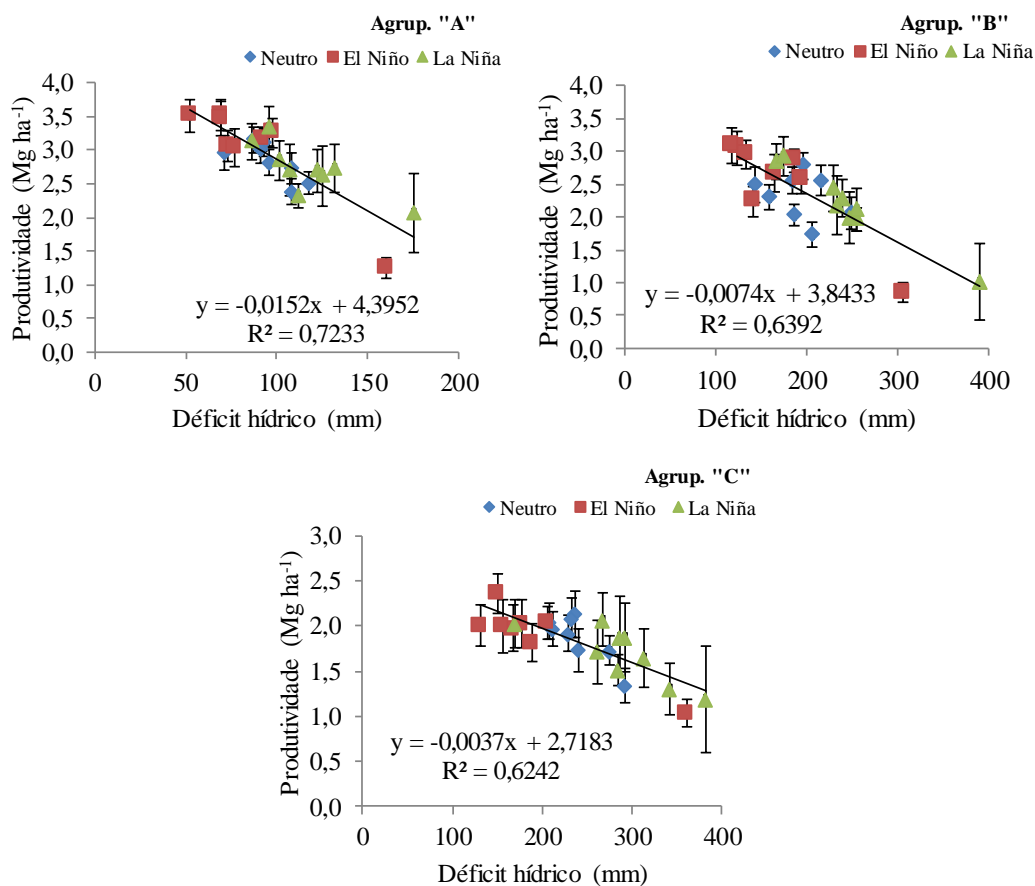 Agrup. "A"
Neutro El Niño La Niña
Produtividade (Mg ha-1)
4,0
3,5
3,0
2,5
2,0
1,5
1,0
0,5
0,0
y = -0,0152x + 4,3952
R² = 0,7233
0 50 100 150 200
Déficit hídrico (mm)
Agrup. "B"
Neutro El Niño La Niña
Produtividade (Mg ha-1)
4,0
3,5
3,0
2,5
2,0
1,5
1,0
0,5
0,0
y = -0,0074x + 3,8433
R² = 0,6392
0 100 200 300 400
Déficit hídrico (mm)
Agrup. "C"
Neutro El Niño La Niña
Produtividade (Mg ha-1)
3,0
2,5
2,0
1,5
1,0
0,5
0,0
y = -0,0037x + 2,7183
R² = 0,6242
0 100 200 300 400
Déficit hídrico (mm)